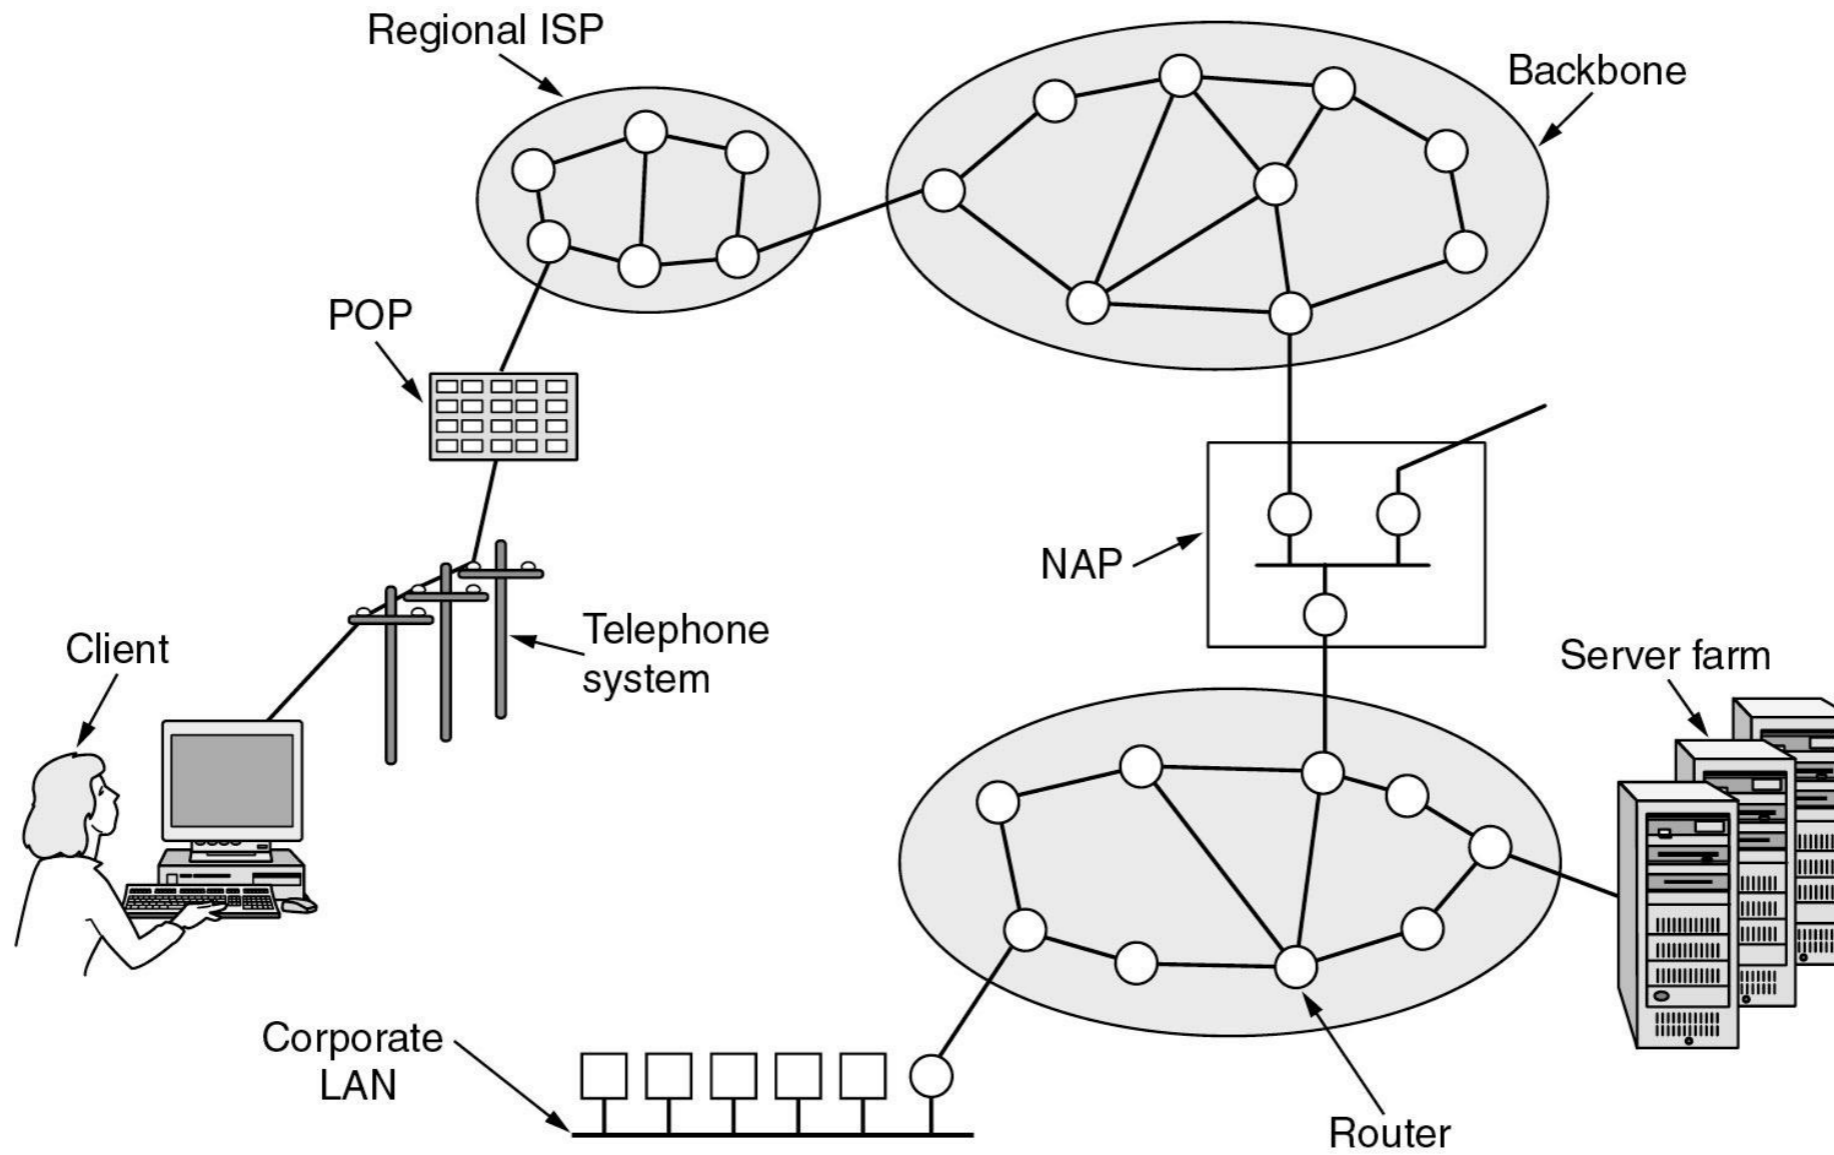 Regional ISP
Backbone
POP
NAP
Telephone
system
Client
Server farm
Corporate
LAN
Router